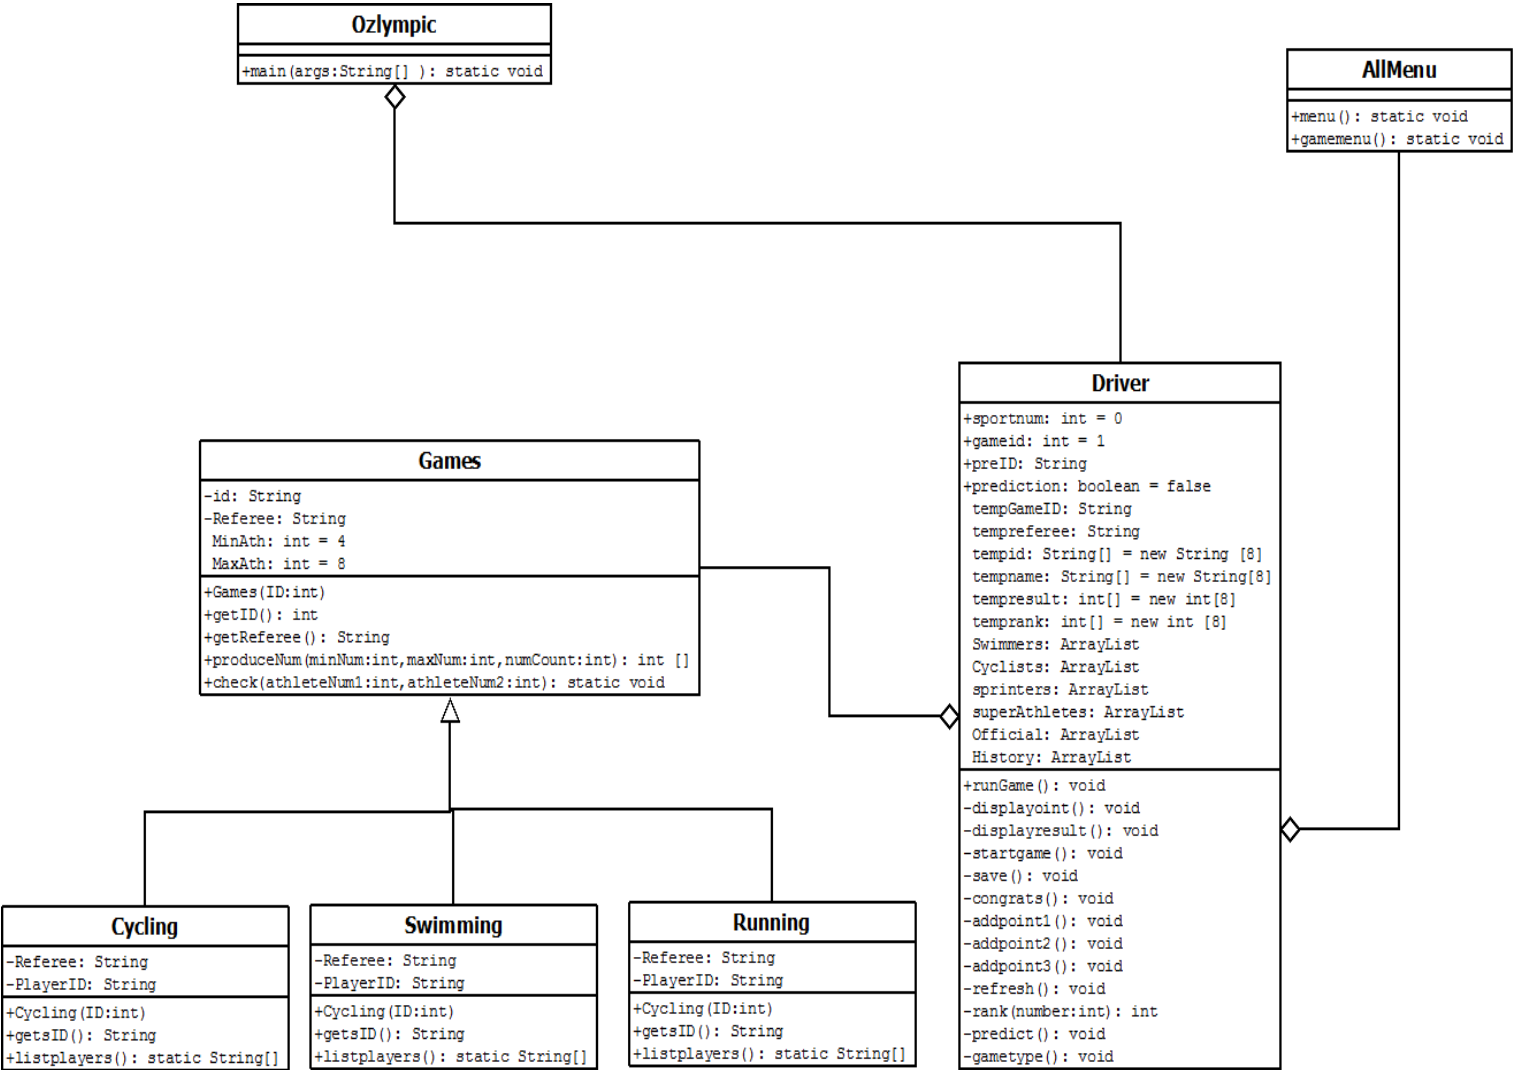 Ozlympic
+main(args:String[] ): static void
AllMenu
+menu(): static void
+gamemenu(): static void
Driver
+sportnum: int = 0
+gameid: int = 1
+preID: String
+prediction: boolean = false
tempGameID: String
tempreferee: String
tempid: String[] = new String [8]
tempname: String[] = new String[8]
tempresult: int[] = new int[8]
temprank: int[] = new int [8]
Swimmers: ArrayList
Cyclists: ArrayList
sprinters: ArrayList
superAthletes: ArrayList
Official: ArrayList
History: ArrayList
+runGame(): void
-displayoint(): void
-displayresult(): void
-startgame(): void
-save(): void
-congrats(): void
-addpoint1(): void
-addpoint2(): void
-addpoint3(): void
-refresh(): void
-rank(number:int): int
-predict(): void
-gametype(): void
Games
-id: String
-Referee: String
MinAth: int = 4
MaxAth: int = 8
+Games(ID:int)
+getID(): int
+getReferee(): String
+produceNum(minNum:int,maxNum:int,numCount:int): int []
+check(athleteNum1:int,athleteNum2:int): static void
Cycling
-Referee: String
-PlayerID: String
+Cycling(ID:int)
+getsID(): String
+listplayers(): static String[]
Swimming
-Referee: String
-PlayerID: String
+Cycling(ID:int)
+getsID(): String
+listplayers(): static String[]
Running
-Referee: String
-PlayerID: String
+Cycling(ID:int)
+getsID(): String
+listplayers(): static String[]